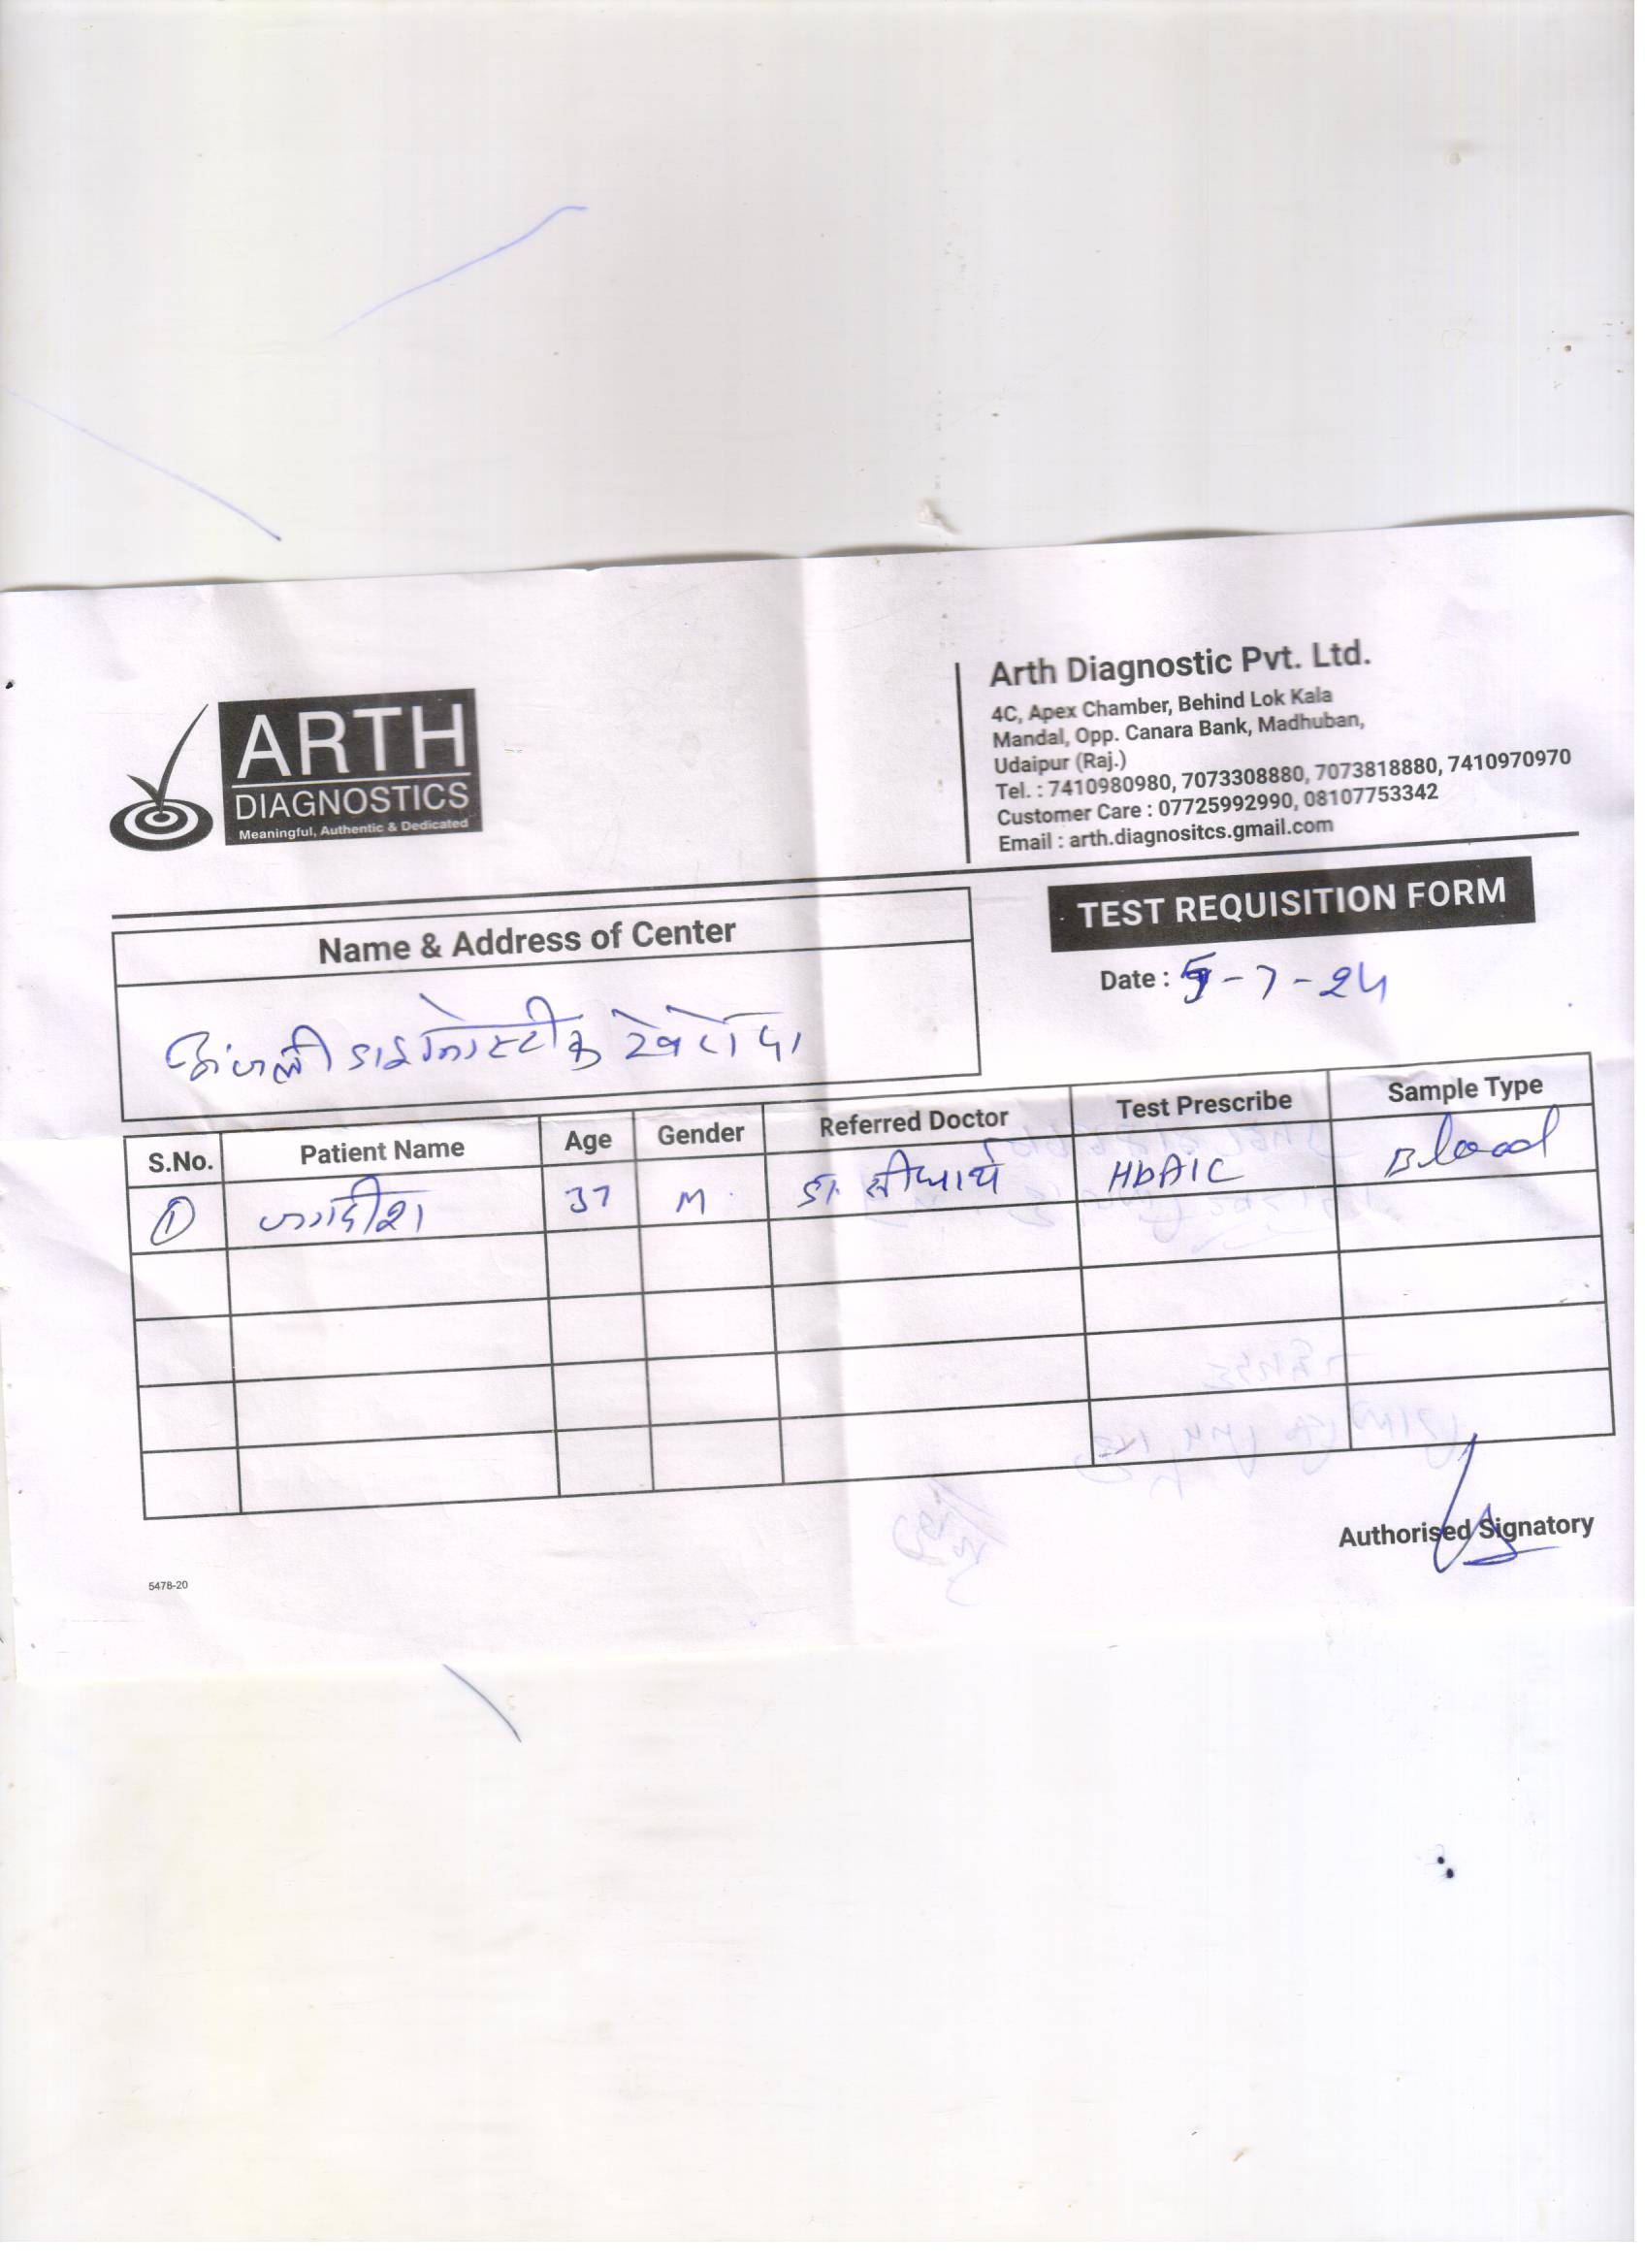 ARTH
DIAGNOSTICS
Meaningful, Authentic & Dedicated
Arth Diagnostic Pvt. Ltd.
4C, Apex Chamber, Behind Lok Kala
Mandal, Opp. Canara Bank, Madhuban,
Udaipur (Raj.)
Tel. : 7410980980, 7073308880, 7073818880, 7410970970
Customer Care : 07725992990, 08107753342
Email : arth.diagnositcs.gmail.com
TEST REQUISITION FORM
Date : 5-7-24
Name & Address of Center
डाईग्नोस्टीक
S.No. Patient Name Age Gender Referred Doctor Test Prescribe Sample Type
1 जगदीश 37 M डा. HbA1C Blood
Authorised Signatory
5478-20